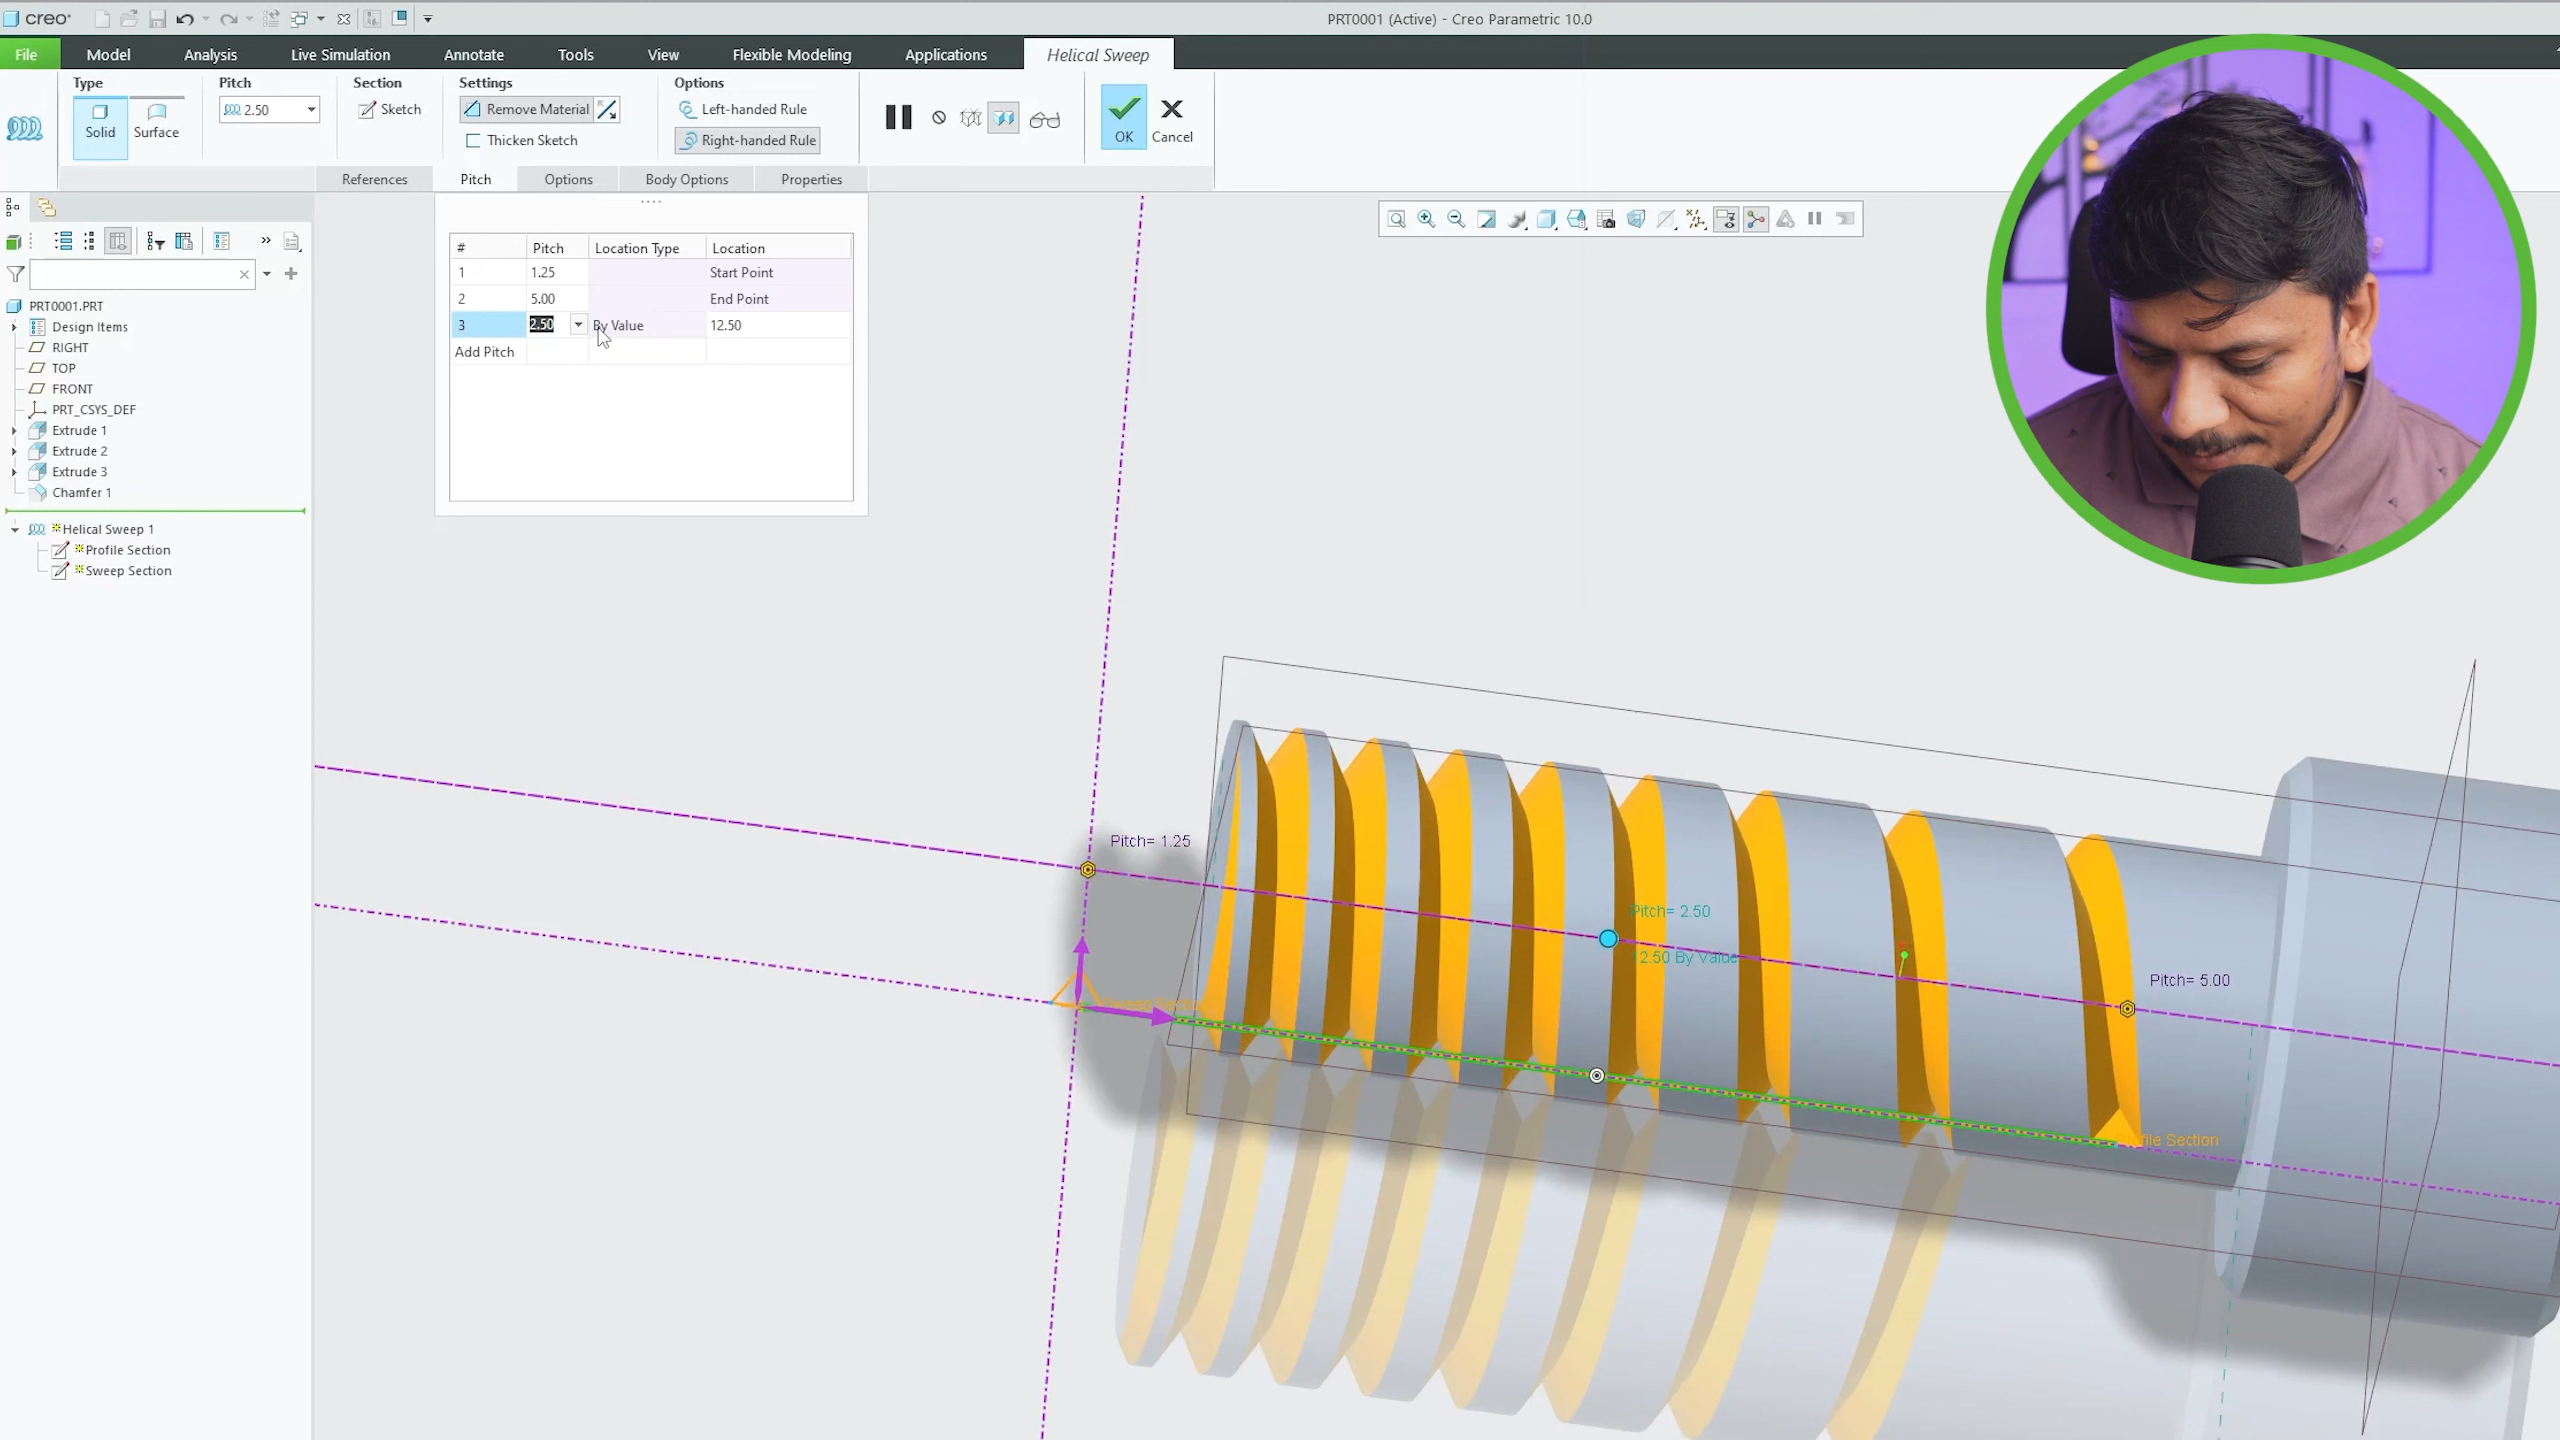 creo®
PRT0001 (Active) - Creo Parametric 10.0
File Model Analysis Live Simulation Annotate Tools View Flexible Modeling Applications Helical Sweep
Type Pitch Section Settings Options
2.50 Sketch Remove Material Left-handed Rule
Solid Surface Thicken Sketch Right-handed Rule OK Cancel
References Pitch Options Body Options Properties
# Pitch Location Type Location
1 1.25 Start Point
2 5.00 End Point
3 2.50 By Value 12.50
Add Pitch
PRT0001.PRT
Design Items
RIGHT
TOP
FRONT
PRT_CSYS_DEF
Extrude 1
Extrude 2
Extrude 3
Chamfer 1
Helical Sweep 1
Profile Section
Sweep Section
Pitch= 1.25
Pitch= 2.50
12.50 By Value
Pitch= 5.00
Profile Section